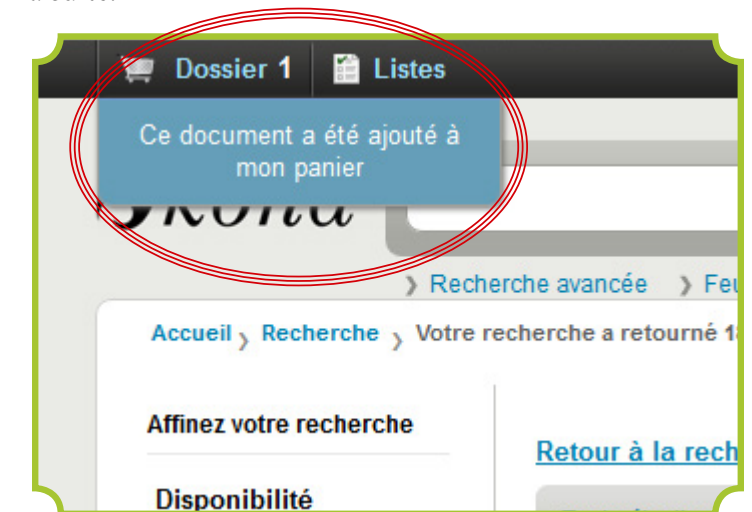 Dossier 1 Listes
Ce document a été ajouté à
mon panier
Recherche avancée
Accueil Recherche Votre recherche a retourné
Affinez votre recherche
Retour à la
Disponibilité